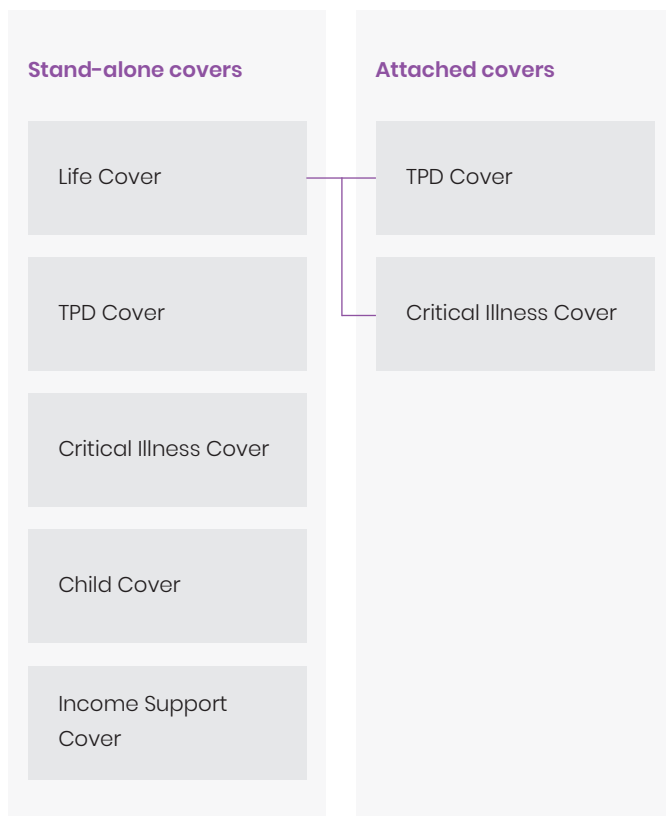 Stand-alone covers
Life Cover
TPD Cover
Critical Illness Cover
Child Cover
Income Support
Cover
Attached covers
TPD Cover
Critical Illness Cover